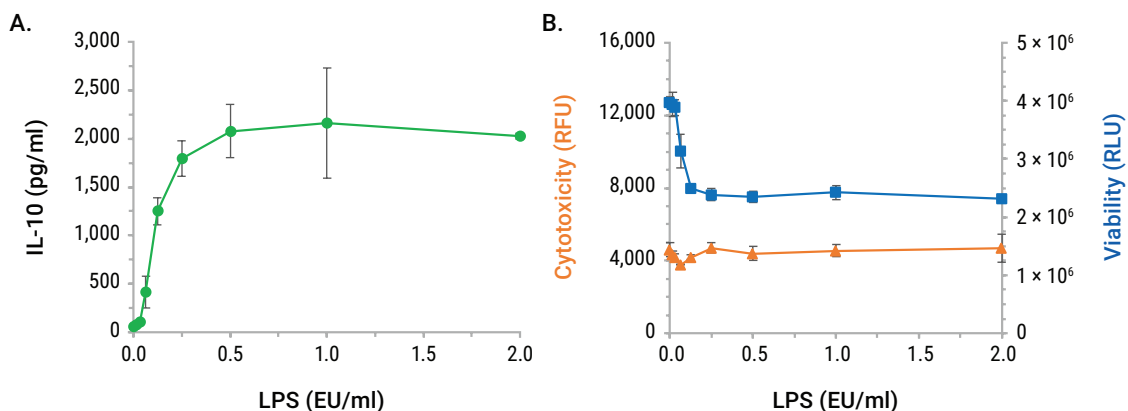 A.
3,000
2,500
2,000
1,500
1,000
500
0
IL-10 (pg/ml)
0.0 0.5 1.0 1.5 2.0
LPS (EU/ml)
B.
16,000
12,000
8,000
4,000
0
Cytotoxicity (RFU)
5 × 10⁶
4 × 10⁶
3 × 10⁶
2 × 10⁶
1 × 10⁶
0
Viability (RLU)
0.0 0.5 1.0 1.5 2.0
LPS (EU/ml)